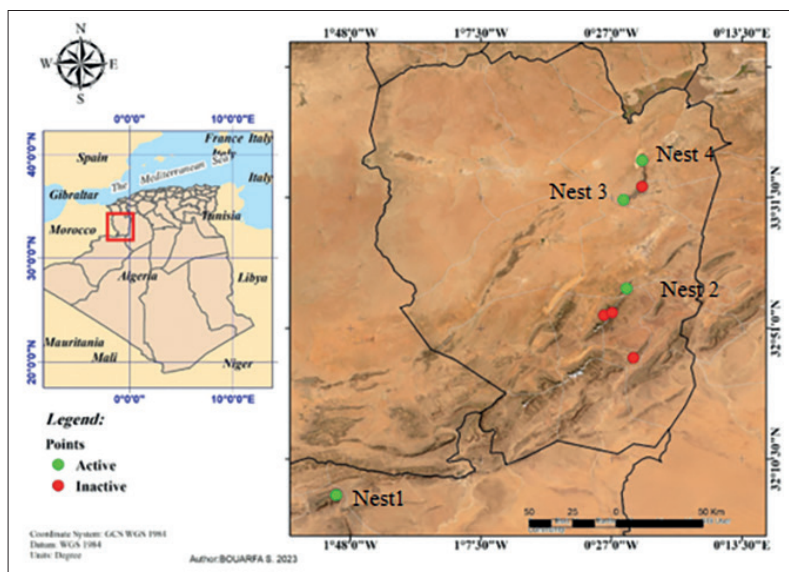 N
W E
S
1°48'0"W 1°7'30"W 0°27'0"W 0°13'30"E
0°0'0" 10°0'0"E
France Italy
Italy
Spain
The Mediterranean Sea
Gibraltar
Italy
Tunisia
Morocco
Algeria
Libya
Mauritania
Mali
Niger
40°0'0"N
30°0'0"N
20°0'0"N
0°0'0" 10°0'0"E
Nest 4
Nest 3
Nest 2
Nest1
33°31'30"N
32°51'0"N
32°10'30"N
Legend:
Points
Active
Inactive
50 0 50 Km
1°48'0"W 1°7'30"W 0°27'0"W 0°13'30"E
Coordinate System: GCS WGS 1984
Datum: WGS 1984
Units: Degree
Author:BOUARFA S. 2023